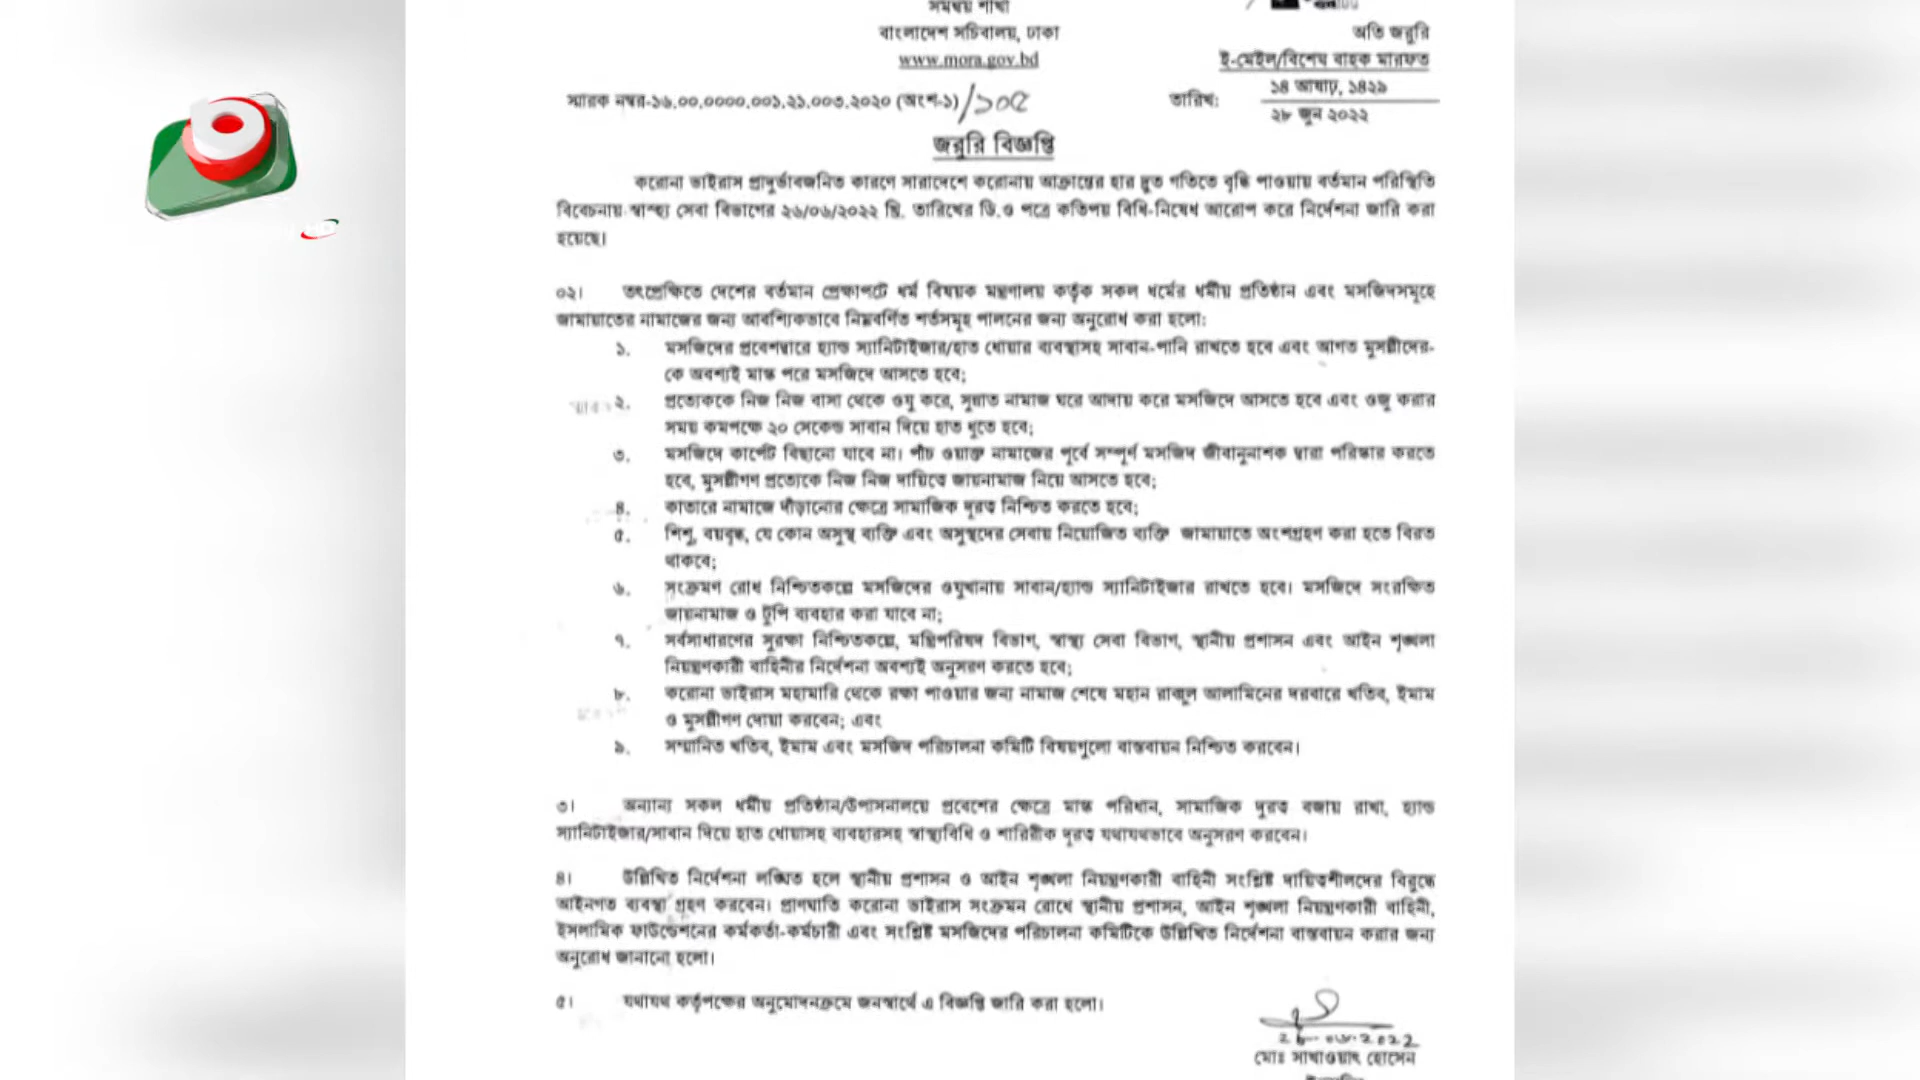 সমন্বয় শাখা
বাংলাদেশ সচিবালয়, ঢাকা
www.mora.gov.bd
অতি জরুরি
ই-মেইল/বিশেষ বাহক মারফত
স্মারক নম্বর-১৬.০০.০০০০.০০১.২১.০০৩.২০২০ (অংশ-১)/১০৫
তারিখ:
১৪ আষাঢ়, ১৪২৯
২৮ জুন ২০২২
জরুরি বিজ্ঞপ্তি
করোনা ভাইরাস প্রাদুর্ভাবজনিত কারণে সারাদেশে করোনায় আক্রান্তের হার দ্রুত গতিতে বৃদ্ধি পাওয়ায় বর্তমান পরিস্থিতি
বিবেচনায় স্বাস্হ্য সেবা বিভাগের ২৬/০৬/২০২২ খ্রি. তারিখের ডি.ও পত্রে কতিপয় বিধি-নিষেধ আরোপ করে নির্দেশনা জারি করা
হয়েছে।
০২। তৎপ্রেক্ষিতে দেশের বর্তমান প্রেক্ষাপটে ধর্ম বিষয়ক মন্ত্রণালয় কর্তৃক সকল ধর্মের ধর্মীয় প্রতিষ্ঠান এবং মসজিদসমূহে
জামায়াতের নামাজের জন্য আবশ্যিকভাবে নিম্নবর্ণিত শর্তসমূহ পালনের জন্য অনুরোধ করা হলো:
১. মসজিদের প্রবেশদ্বারে হ্যান্ড স্যানিটাইজার/হাত ধোয়ার ব্যবস্থাসহ সাবান-পানি রাখতে হবে এবং আগত মুসল্লীদের-
কে অবশ্যই মাস্ক পরে মসজিদে আসতে হবে;
২. প্রত্যেককে নিজ নিজ বাসা থেকে ওযু করে, সুন্নাত নামাজ ঘরে আদায় করে মসজিদে আসতে হবে এবং ওজু করার
সময় কমপক্ষে ২০ সেকেন্ড সাবান দিয়ে হাত ধুতে হবে;
৩. মসজিদে কার্পেট বিছানো যাবে না। পাঁচ ওয়াক্ত নামাজের পূর্বে সম্পূর্ণ মসজিদ জীবানুনাশক দ্বারা পরিষ্কার করতে
হবে, মুসল্লীগণ প্রত্যেকে নিজ নিজ দায়িত্বে জায়নামাজ নিয়ে আসতে হবে;
৪. কাতারে নামাজে দাঁড়ানোর ক্ষেত্রে সামাজিক দূরত্ব নিশ্চিত করতে হবে;
৫. শিশু, বয়বৃদ্ধ, যে কোন অসুস্থ ব্যক্তি এবং অসুস্থদের সেবায় নিয়োজিত ব্যক্তি জামায়াতে অংশগ্রহণ করা হতে বিরত
থাকবে;
৬. সংক্রমণ রোধ নিশ্চিতকল্পে মসজিদের ওযুখানায় সাবান/হ্যান্ড স্যানিটাইজার রাখতে হবে। মসজিদে সংরক্ষিত
জায়নামাজ ও টুপি ব্যবহার করা যাবে না;
৭. সর্বসাধারণের সুরক্ষা নিশ্চিতকল্পে, মন্ত্রিপরিষদ বিভাগ, স্বাস্থ্য সেবা বিভাগ, স্থানীয় প্রশাসন এবং আইন শৃঙ্খলা
নিয়ন্ত্রণকারী বাহিনীর নির্দেশনা অবশ্যই অনুসরণ করতে হবে;
৮. করোনা ভাইরাস মহামারি থেকে রক্ষা পাওয়ার জন্য নামাজ শেষে মহান রাব্বুল আলামিনের দরবারে খতিব, ইমাম
ও মুসল্লীগণ দোয়া করবেন; এবং
৯. সম্মানিত খতিব, ইমাম এবং মসজিদ পরিচালনা কমিটি বিষয়গুলো বাস্তবায়ন নিশ্চিত করবেন।
৩। অন্যান্য সকল ধর্মীয় প্রতিষ্ঠান/উপাসনালয়ে প্রবেশের ক্ষেত্রে মাস্ক পরিধান, সামাজিক দূরত্ব বজায় রাখা, হ্যান্ড
স্যানিটাইজার/সাবান দিয়ে হাত ধোয়াসহ ব্যবহারসহ স্বাস্থ্যবিধি ও শারিরীক দূরত্ব যথাযথভাবে অনুসরণ করবেন।
৪। উল্লিখিত নির্দেশনা লঙ্ঘিত হলে স্থানীয় প্রশাসন ও আইন শৃঙ্খলা নিয়ন্ত্রণকারী বাহিনী সংশ্লিষ্ট দায়িত্বশীলদের বিরুদ্ধে
আইনগত ব্যবস্থা গ্রহণ করবেন। প্রাণঘাতি করোনা ভাইরাস সংক্রমন রোধে স্থানীয় প্রশাসন, আইন শৃঙ্খলা নিয়ন্ত্রণকারী বাহিনী,
ইসলামিক ফাউন্ডেশনের কর্মকর্তা-কর্মচারী এবং সংশ্লিষ্ট মসজিদের পরিচালনা কমিটিকে উল্লিখিত নির্দেশনা বাস্তবায়ন করার জন্য
অনুরোধ জানানো হলো।
৫। যথাযথ কর্তৃপক্ষের অনুমোদনক্রমে জনস্বার্থে এ বিজ্ঞপ্তি জারি করা হলো।
২৮.০৬.২০২২
মোঃ সাখাওয়াৎ হোসেন